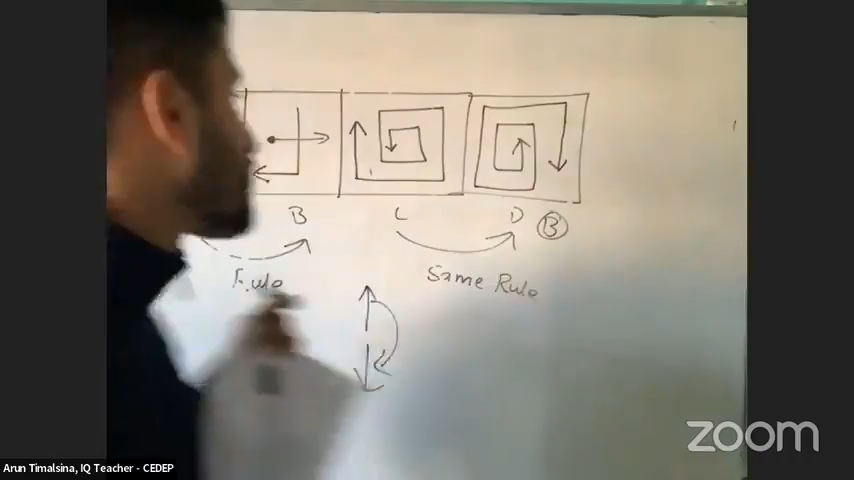 B C D B
Rule Same Rule
zoom
Arun Timalsina, IQ Teacher - CEDEP